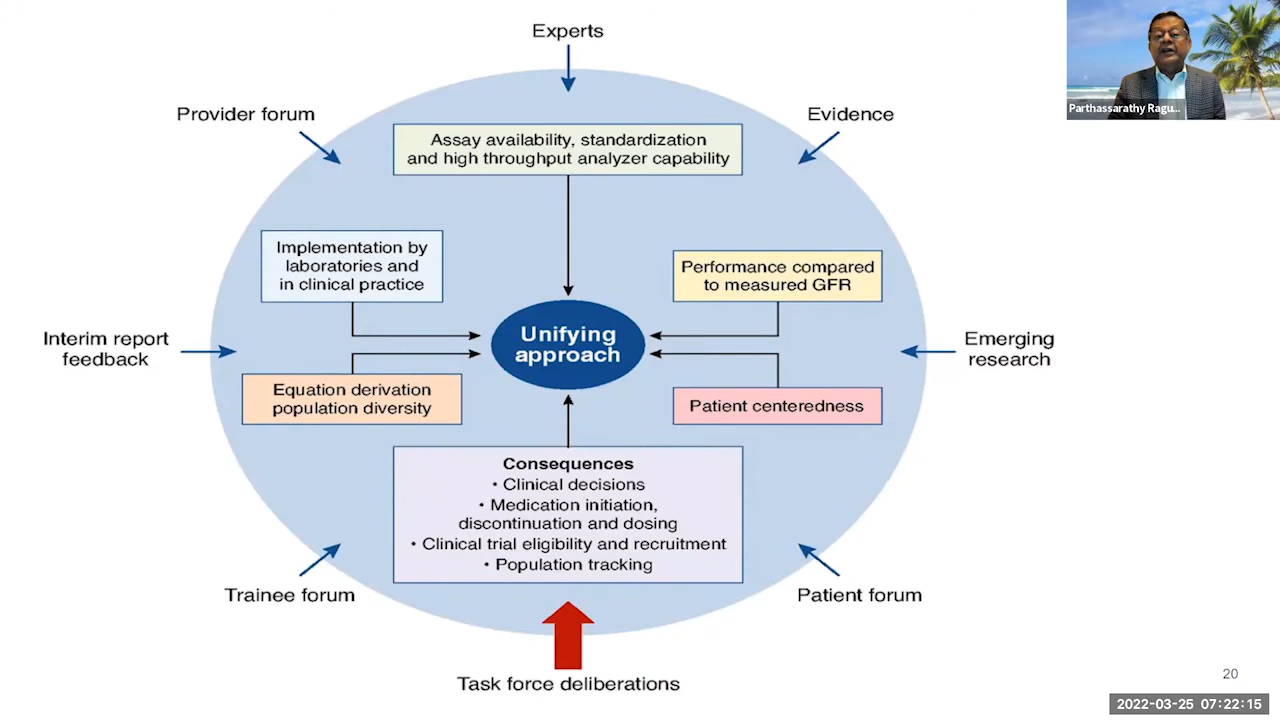 Experts
Provider forum
Evidence
Parthassarathy Ragu...
Assay availability, standardization
and high throughput analyzer capability
Implementation by
laboratories and
in clinical practice
Performance compared
to measured GFR
Interim report
feedback
Unifying
approach
Emerging
research
Equation derivation
population diversity
Patient centeredness
Consequences
• Clinical decisions
• Medication initiation,
discontinuation and dosing
• Clinical trial eligibility and recruitment
• Population tracking
Trainee forum
Patient forum
Task force deliberations
20
2022-03-25 07:22:15